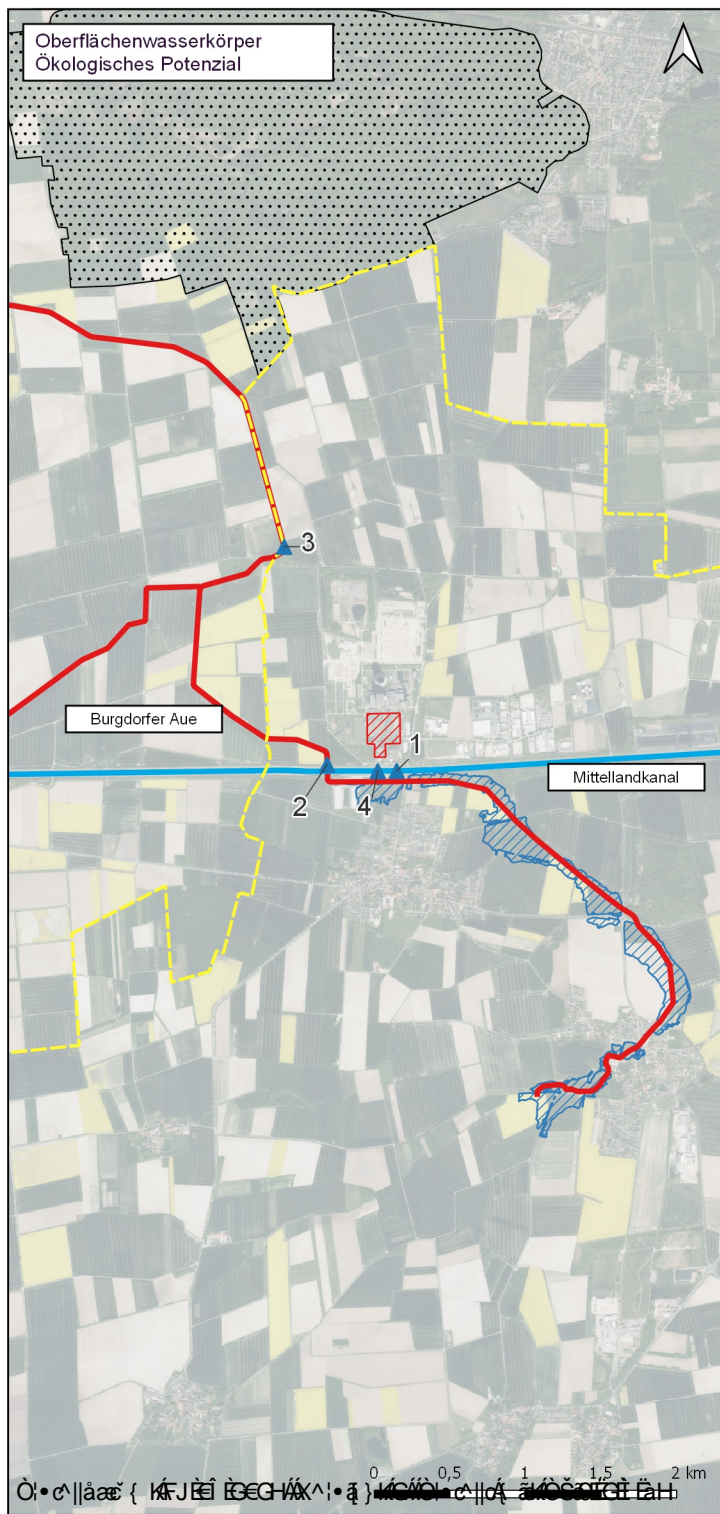 Oberflächenwasserkörper
Ökologisches Potenzial
3
Burgdorfer Aue
1
Mittellandkanal
2
4
0 0,5 1 1,5 2 km